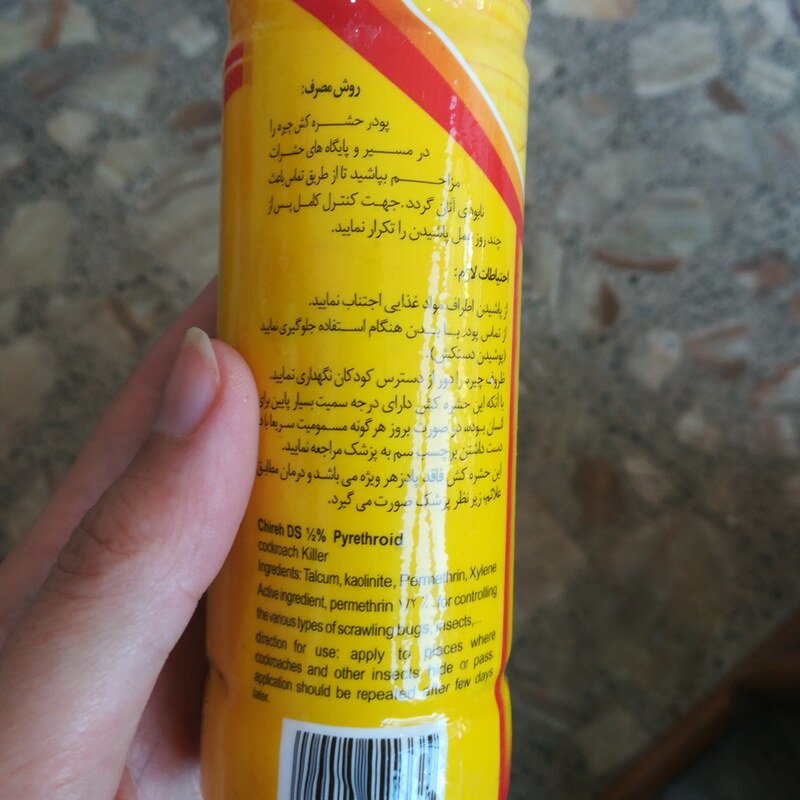 روش مصرف:
پودر حشره کش چیره را
در مسیر و پایگاه های حشرات
مزاحم بپاشید تا از طریق تماس باعث
نابودی آنان گردد. جهت کنترل کامل پس از
چند روز عمل پاشیدن را تکرار نمایید.
احتیاطات لازم:
از پاشیدن اطراف مواد غذایی اجتناب نمایید.
از تماس پودر با بدن هنگام استفاده جلوگیری نمایید
(پوشیدن دستکش).
ظروف چیره را دور از دسترس کودکان نگهداری نمایید.
با آنکه این حشره کش دارای درجه سمیت بسیار پایین برای
انسان بوده، در صورت بروز هرگونه مسمومیت سریعا با در
دست داشتن برچسب سم به پزشک مراجعه نمایید.
این حشره کش فاقد پادزهر ویژه می باشد و درمان مطابق
علائم، زیر نظر پزشک صورت می گیرد.
Chireh DS ½% Pyrethroid
cockroach Killer
Ingredients: Talcum, kaolinite, Permethrin, Xylene
Active ingredient, permethrin ۱/۲٪ for controlling
the various types of scrawling bugs, insects,...
direction for use: apply to places where
cockroaches and other insects hide or pass
application should be repeated after few days
later.